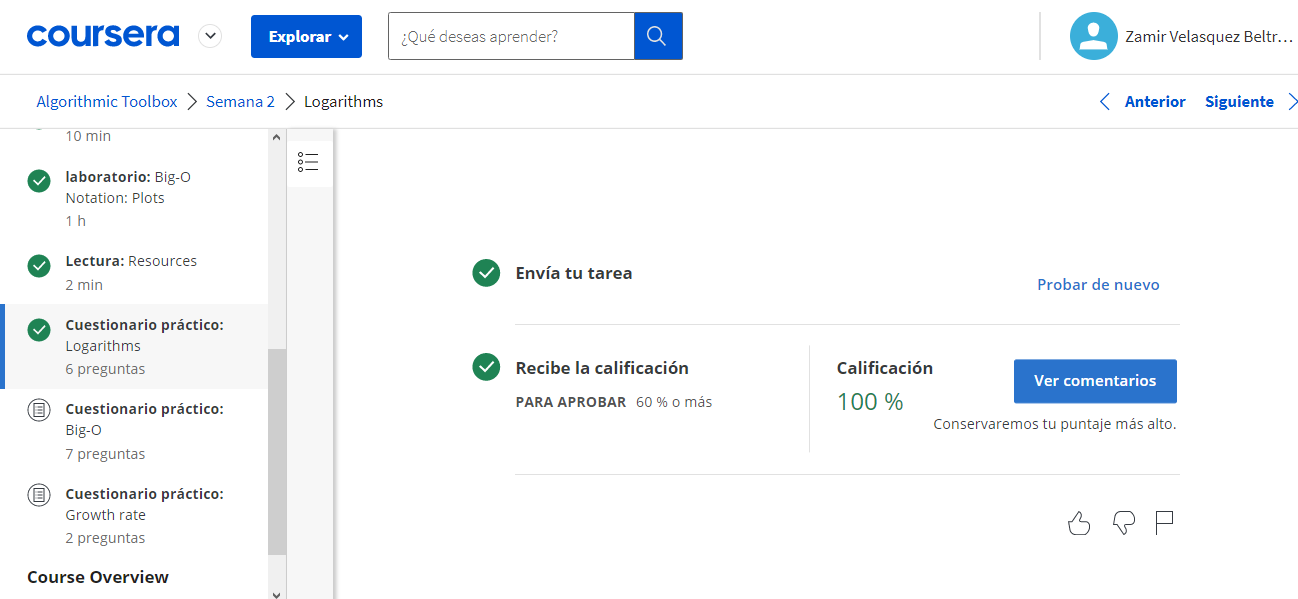 coursera
Explorar
¿Qué deseas aprender?
Zamir Velasquez Beltr...
Algorithmic Toolbox > Semana 2 > Logarithms
Anterior
Siguiente
10 min
laboratorio: Big-O
Notation: Plots
1 h
Lectura: Resources
2 min
Cuestionario práctico:
Logarithms
6 preguntas
Cuestionario práctico:
Big-O
7 preguntas
Cuestionario práctico:
Growth rate
2 preguntas
Course Overview
Envía tu tarea
Probar de nuevo
Recibe la calificación
PARA APROBAR 60 % o más
Calificación
100 %
Ver comentarios
Conservaremos tu puntaje más alto.